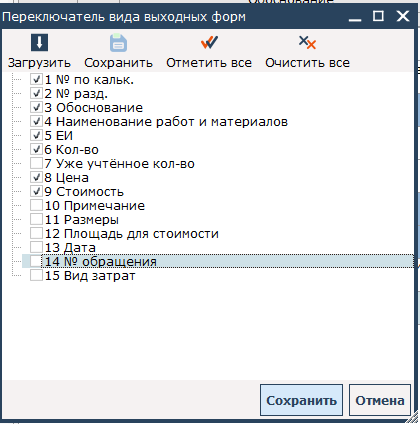 Переключатель вида выходных форм
Загрузить Сохранить Отметить все Очистить все
1 № по кальк.
2 № разд.
3 Обоснование
4 Наименование работ и материалов
5 ЕИ
6 Кол-во
7 Уже учтённое кол-во
8 Цена
9 Стоимость
10 Примечание
11 Размеры
12 Площадь для стоимости
13 Дата
14 № обращения
15 Вид затрат
Сохранить Отмена